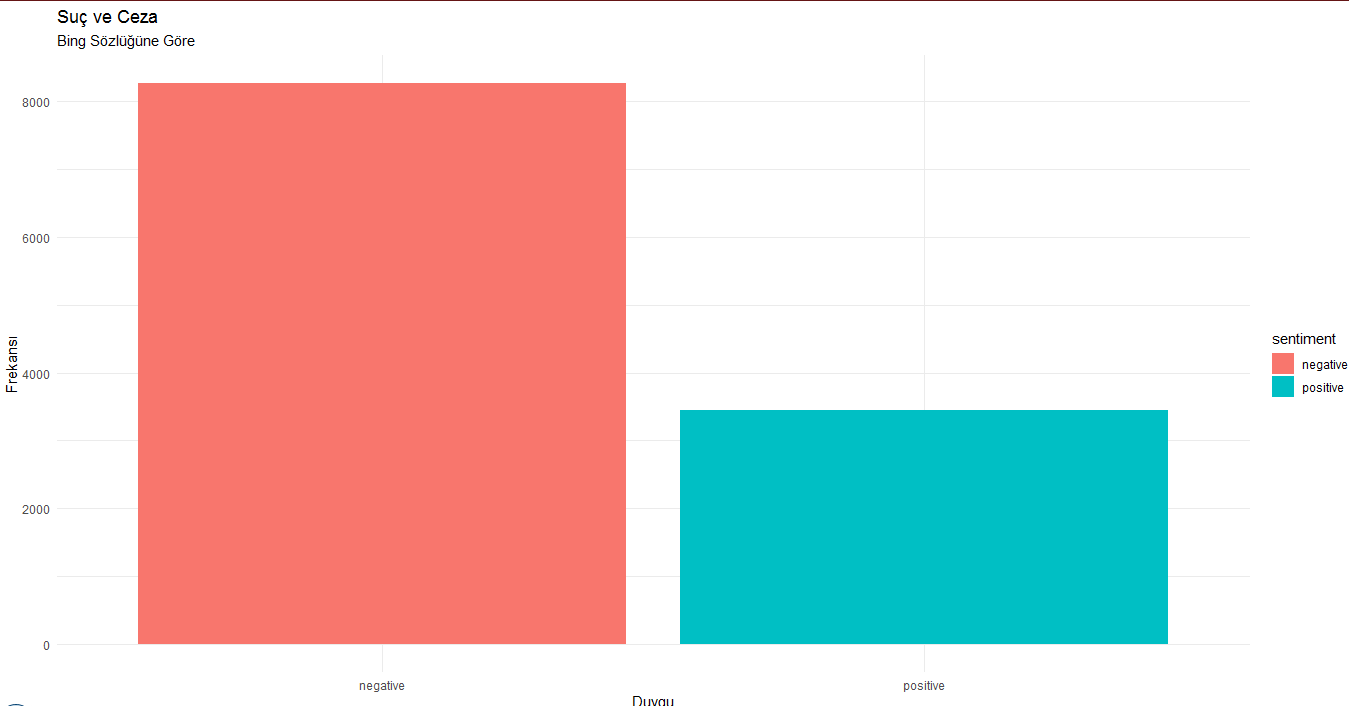 Suç ve Ceza
Bing Sözlüğüne Göre
8000
6000
4000
2000
0
Frekansı
negative
positive
Duygu
sentiment
negative
positive